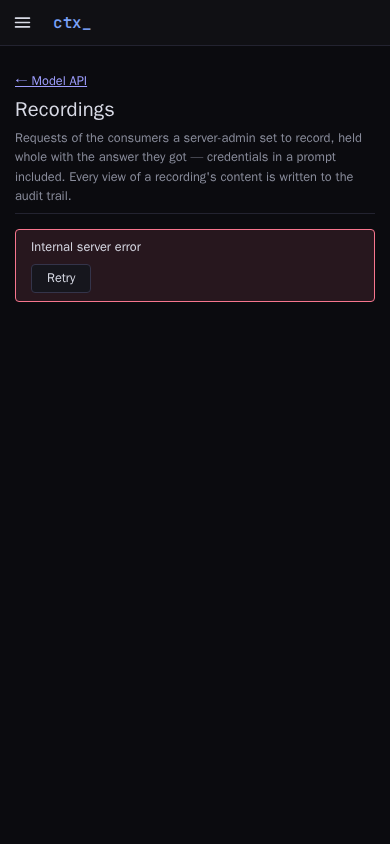 ctx_
← Model API
Recordings
Requests of the consumers a server-admin set to record, held
whole with the answer they got — credentials in a prompt
included. Every view of a recording's content is written to the
audit trail.
Internal server error
Retry